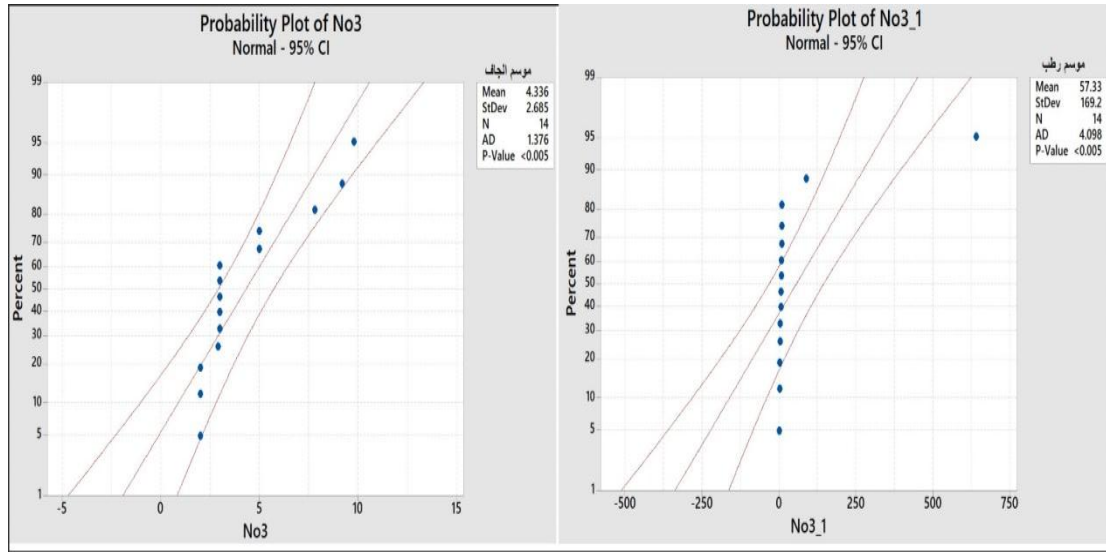 Probability Plot of No3
Normal - 95% CI
99
95
90
80
70
60
50
40
30
20
10
5
1
Percent
-5
0
5
10
15
No3
موسم الجاف
Mean 4.336
StDev 2.685
N 14
AD 1.376
P-Value <0.005
Probability Plot of No3_1
Normal - 95% CI
99
95
90
80
70
60
50
40
30
20
10
5
1
Percent
-500
-250
0
250
500
750
No3_1
موسم رطب
Mean 57.33
StDev 169.2
N 14
AD 4.098
P-Value <0.005